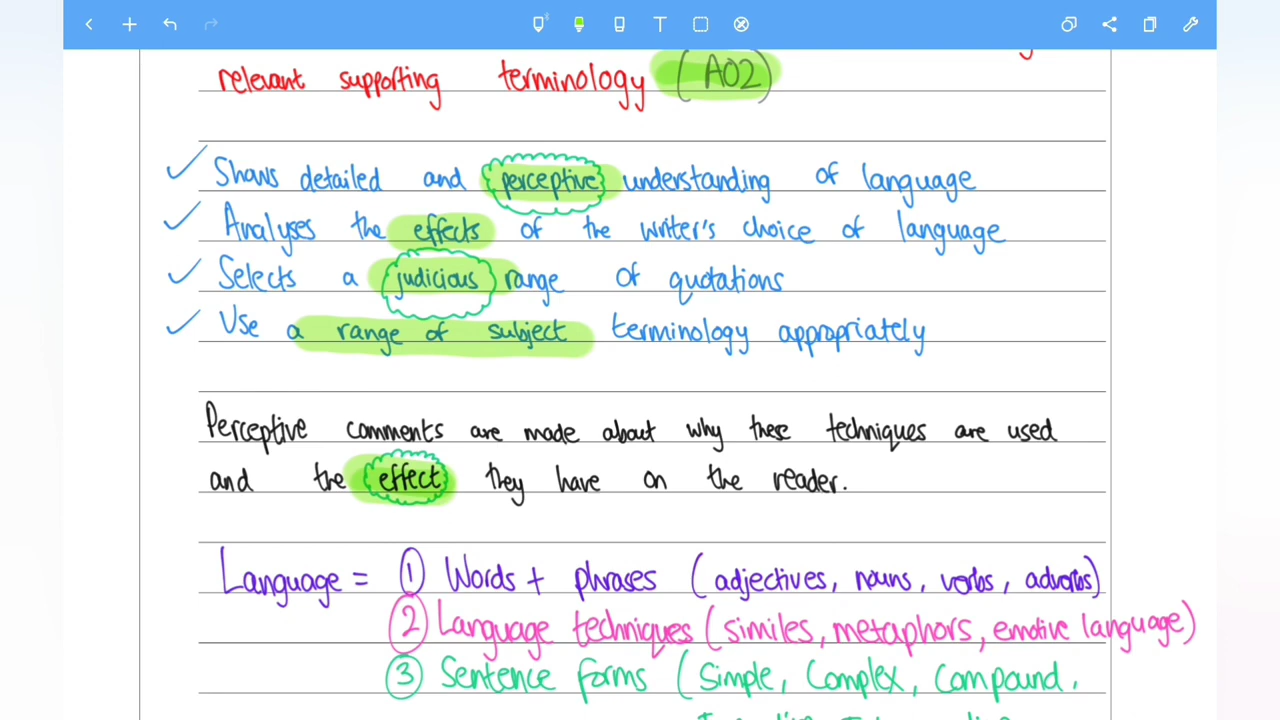 relevant supporting terminology (AO2)
Shows detailed and perceptive understanding of language
Analyses the effects of the writer's choice of language
Selects a judicious range of quotations
Use a range of subject terminology appropriately
Perceptive comments are made about why these techniques are used
and the effect they have on the reader.
Language = ① Words + phrases (adjectives, nouns, verbs, adverbs)
② Language techniques (similes, metaphors, emotive language)
③ Sentence forms (Simple, Complex, Compound,